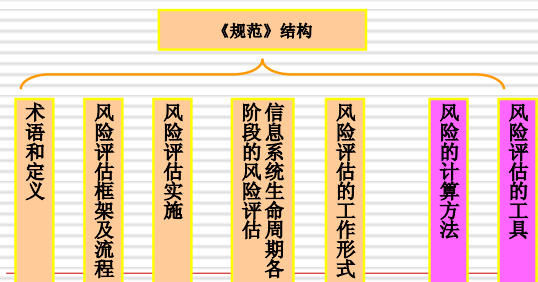 《规范》结构
术语和定义
风险评估框架及流程
风险评估实施
信息系统生命周期各
阶段的风险评估
风险评估的工作形式
风险的计算方法
风险评估的工具